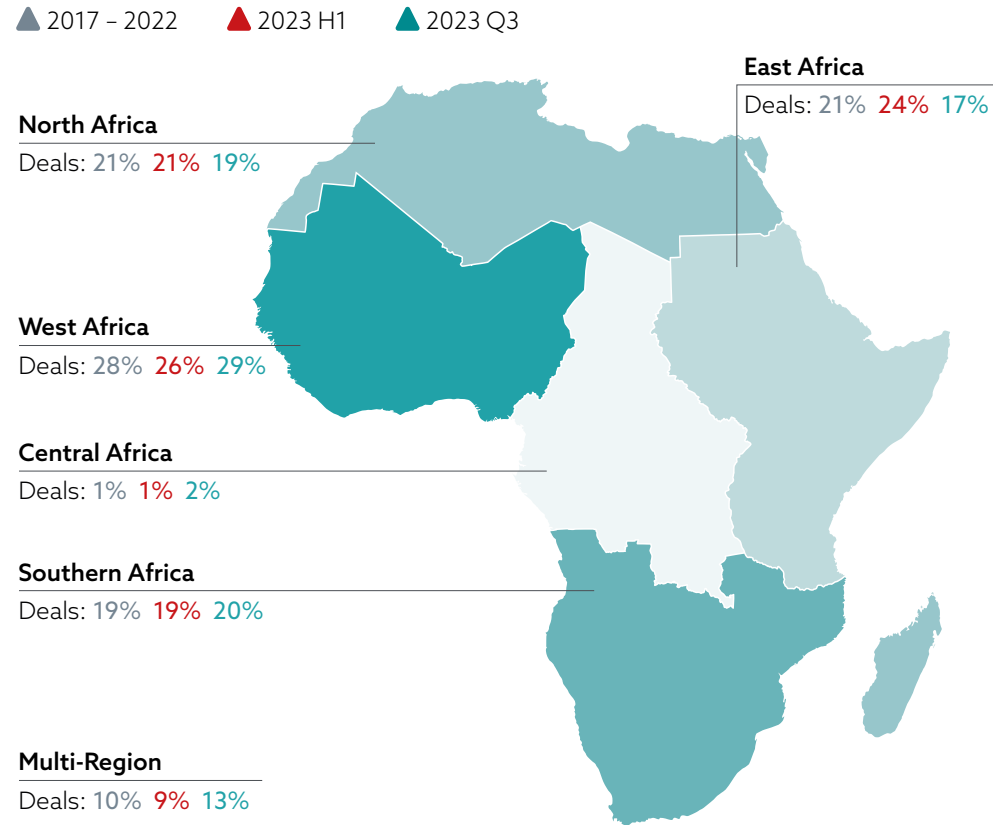 2017 – 2022 2023 H1 2023 Q3
East Africa
Deals: 21% 24% 17%
North Africa
Deals: 21% 21% 19%
West Africa
Deals: 28% 26% 29%
Central Africa
Deals: 1% 1% 2%
Southern Africa
Deals: 19% 19% 20%
Multi-Region
Deals: 10% 9% 13%